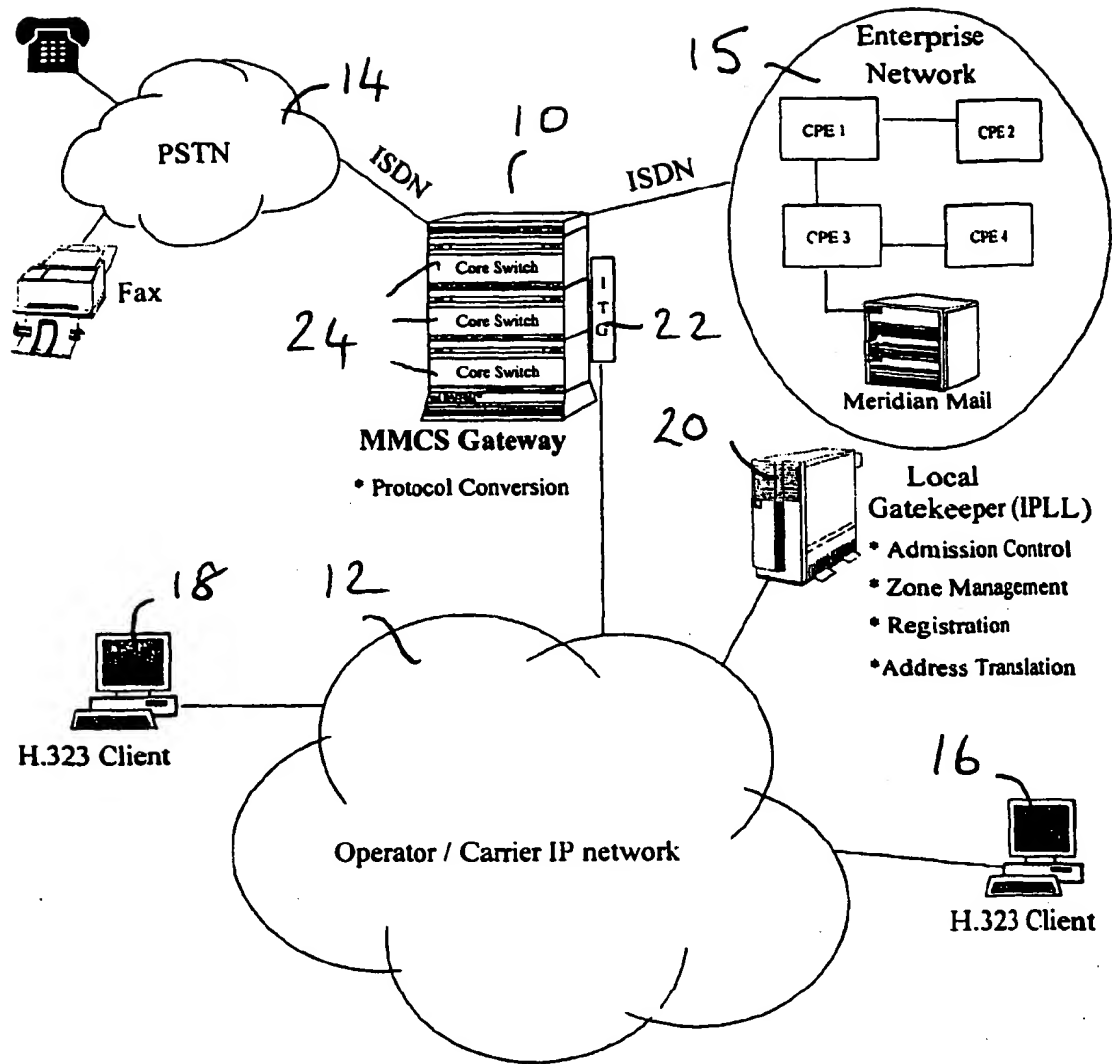 14
PSTN
ISDN
Fax
10
ISDN
15
Enterprise
Network
CPE 1
CPE 2
CPE 3
CPE 4
Meridian Mail
Core Switch
Core Switch
Core Switch
24
ITG
22
MMCS Gateway
* Protocol Conversion
20
Local
Gatekeeper (IPLL)
* Admission Control
* Zone Management
* Registration
*Address Translation
18
H.323 Client
12
Operator / Carrier IP network
16
H.323 Client